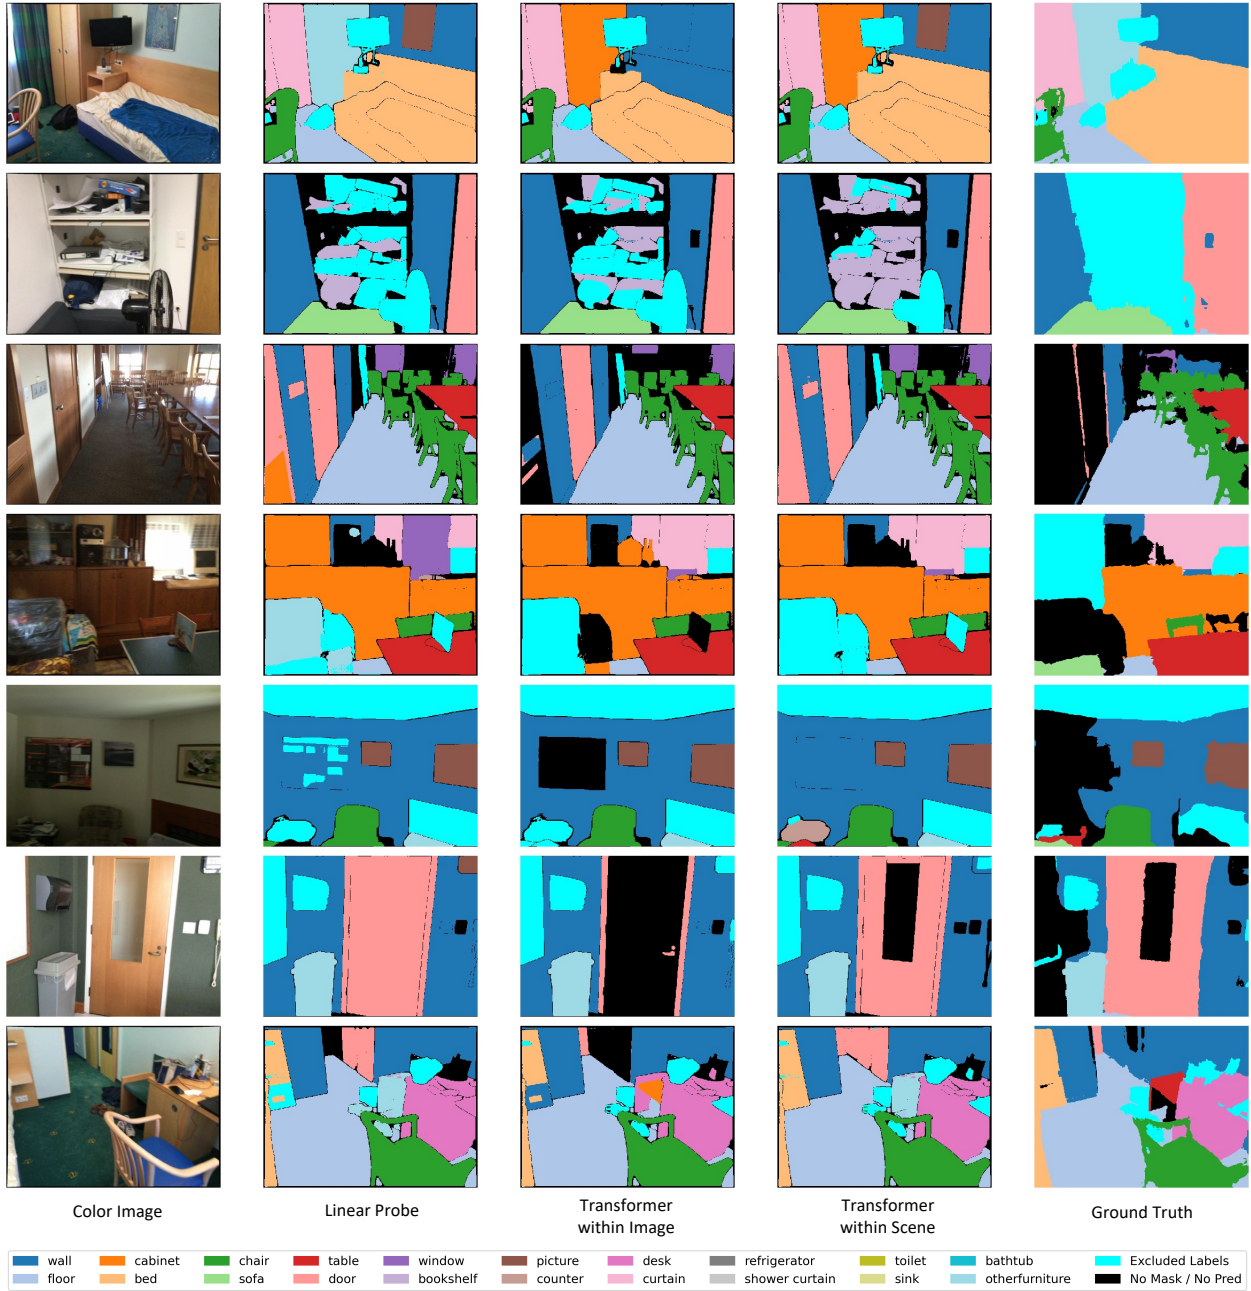 Color Image
Linear Probe
Transformer
within Image
Transformer
within Scene
Ground Truth
wall cabinet chair table window picture desk refrigerator toilet bathtub Excluded Labels
floor bed sofa door bookshelf counter curtain shower curtain sink otherfurniture No Mask / No Pred